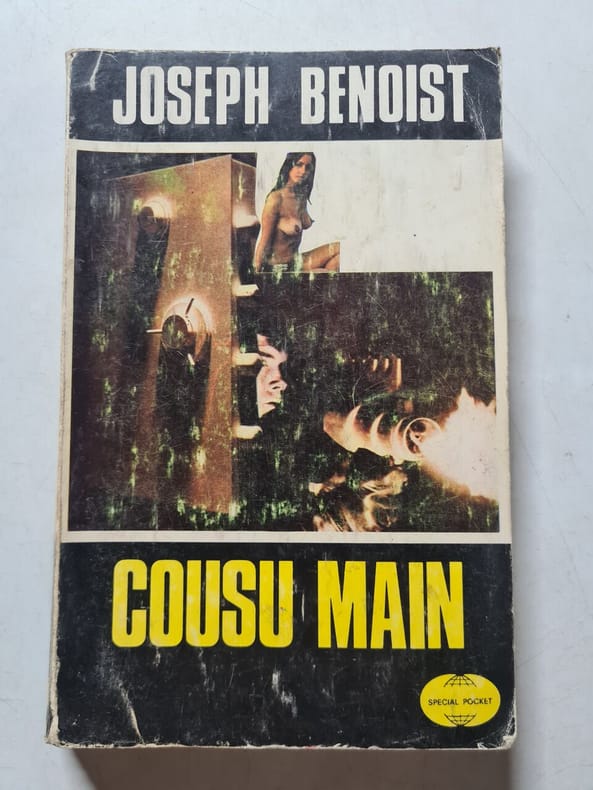 JOSEPH BENOIST
COUSU MAIN
SPECIAL POCKET